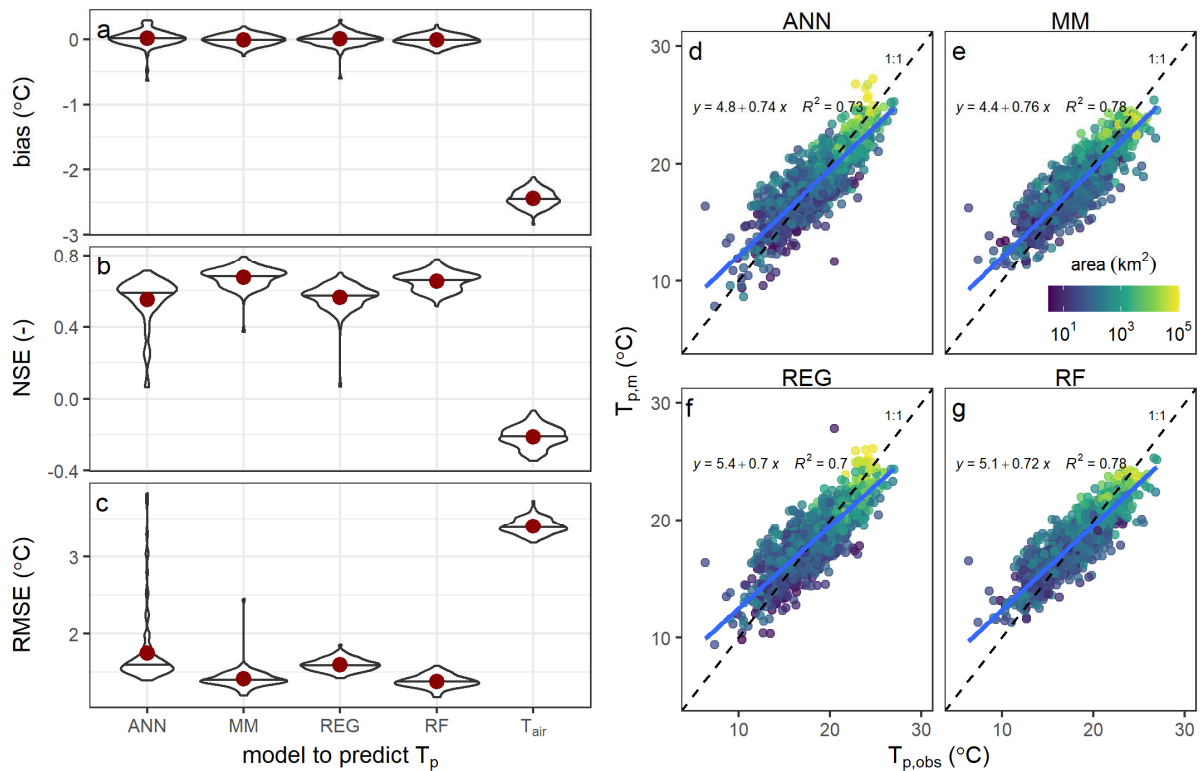 a
bias (°C)
0
-1
-2
-3
b
NSE (-)
0.8
0.4
0.0
-0.4
c
RMSE (°C)
3
2
ANN MM REG RF T_air
model to predict T_p
ANN
d
1:1
y = 4.8 + 0.74 x R² = 0.73
30
20
10
MM
e
1:1
y = 4.4 + 0.76 x R² = 0.78
area (km²)
10¹ 10³ 10⁵
T_p,m (°C)
REG
f
1:1
y = 5.4 + 0.7 x R² = 0.7
30
20
10
RF
g
1:1
y = 5.1 + 0.72 x R² = 0.78
10 20 30 10 20 30
T_p,obs (°C)